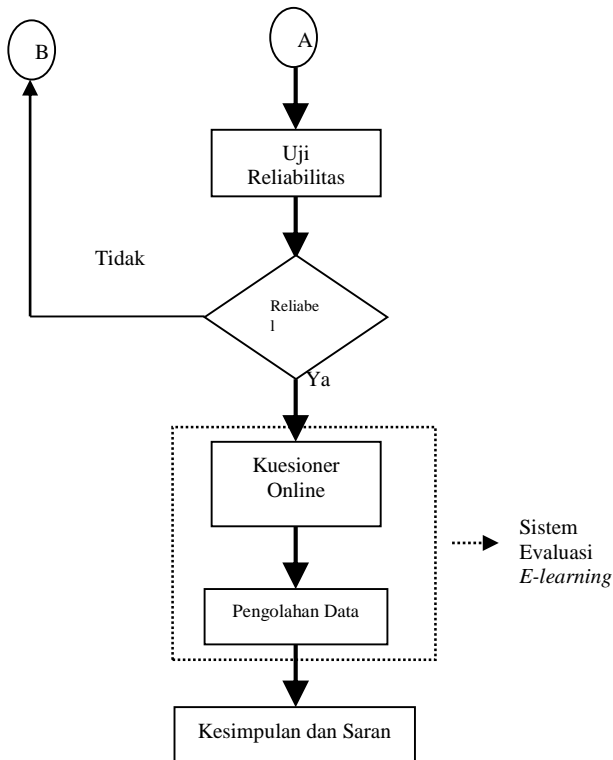 B
A
Uji
Reliabilitas
Tidak
Reliabe
l
Ya
Kuesioner
Online
Sistem
Evaluasi
E-learning
Pengolahan Data
Kesimpulan dan Saran